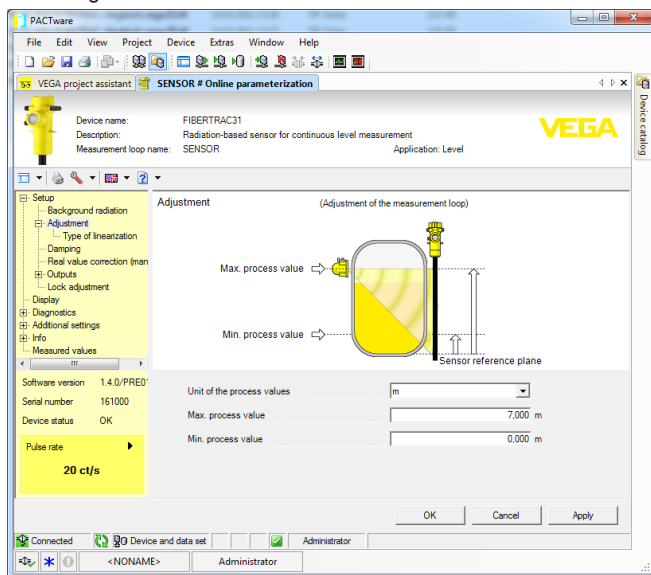 PACTware
File Edit View Project Device Extras Window Help
VEGA project assistant SENSOR # Online parameterization
Device name: FIBERTRAC31
Description: Radiation-based sensor for continuous level measurement
Measurement loop name: SENSOR Application: Level
VEGA
Device catalog
Setup
Background radiation
Adjustment
Type of linearization
Damping
Real value correction (man
Outputs
Lock adjustment
Display
Diagnostics
Additional settings
Info
Measured values
Software version 1.4.0/PRE0
Serial number 161000
Device status OK
Pulse rate
20 ct/s
Adjustment (Adjustment of the measurement loop)
Max. process value
Min. process value
Sensor reference plane
Unit of the process values m
Max. process value 7,000 m
Min. process value 0,000 m
OK Cancel Apply
Connected Device and data set Administrator
<NONAME> Administrator